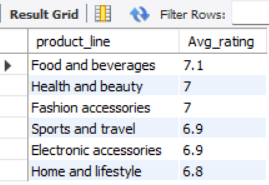 Result Grid Filter Rows:
product_line Avg_rating
Food and beverages 7.1
Health and beauty 7
Fashion accessories 7
Sports and travel 6.9
Electronic accessories 6.9
Home and lifestyle 6.8